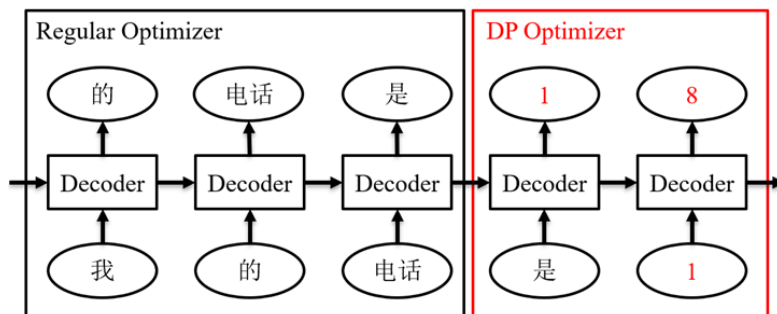 Regular Optimizer DP Optimizer
的 电话 是 1 8
Decoder Decoder Decoder Decoder Decoder
我 的 电话 是 1